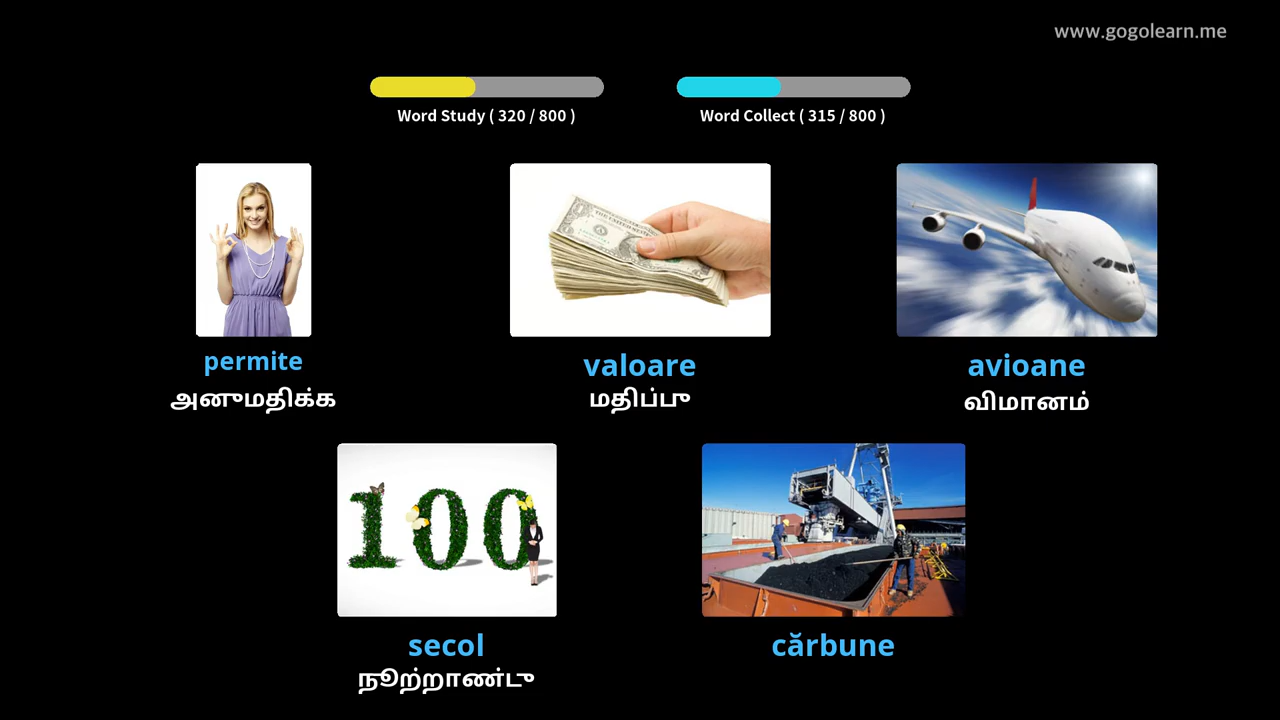 www.gogolearn.me
Word Study ( 320 / 800 )
Word Collect ( 315 / 800 )
permite
அனுமதிக்க
valoare
மதிப்பு
avioane
விமானம்
secol
நூற்றாண்டு
cărbune